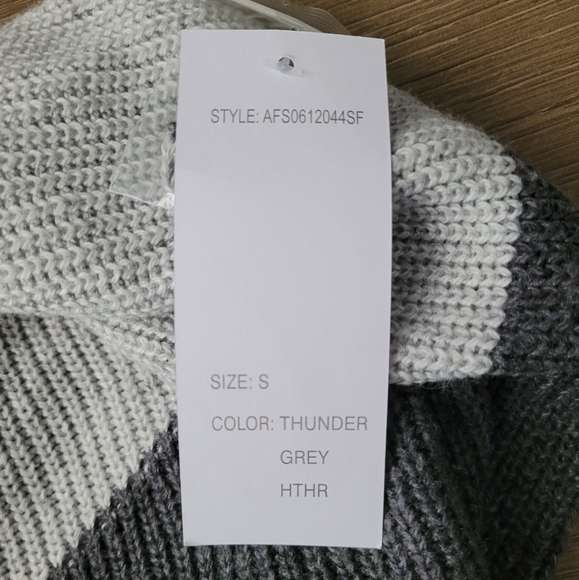 STYLE: AFS0612044SF
SIZE: S
COLOR: THUNDER
GREY
HTHR